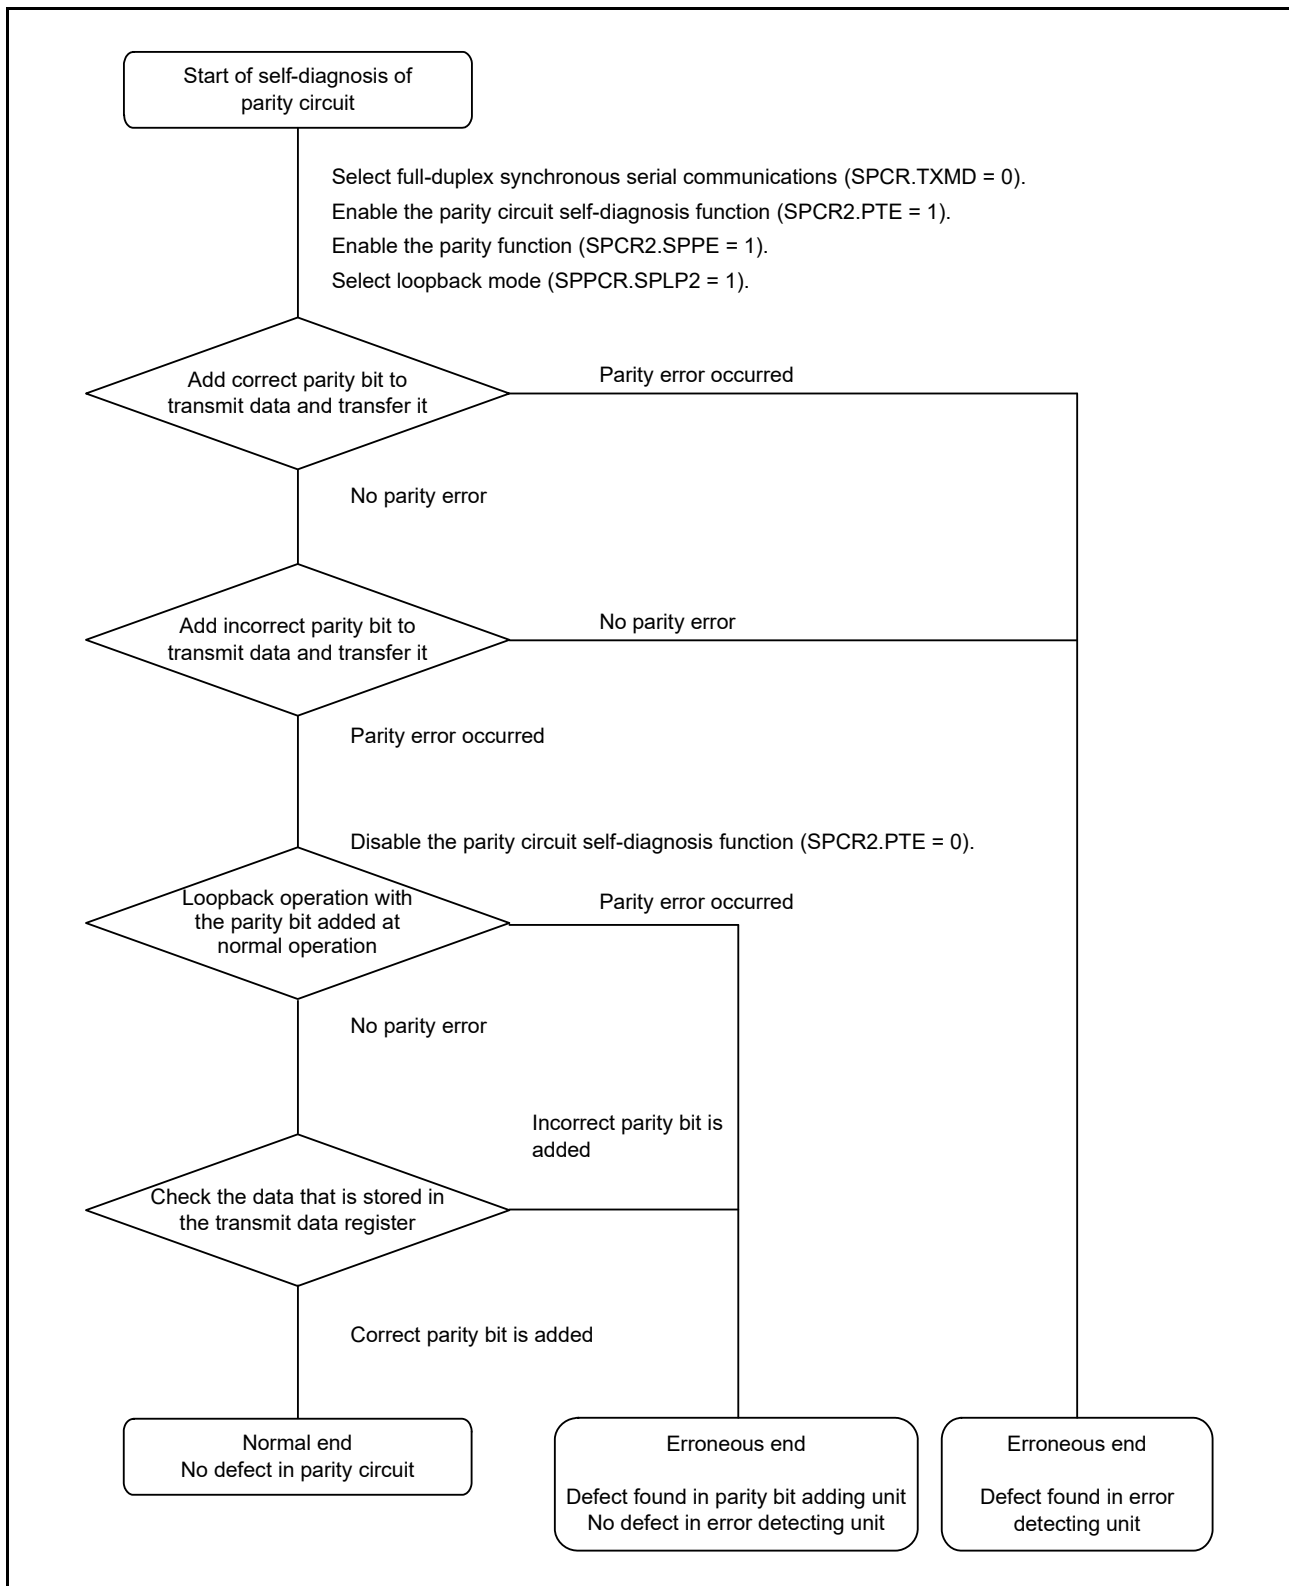 Start of self-diagnosis of
parity circuit
Select full-duplex synchronous serial communications (SPCR.TXMD = 0).
Enable the parity circuit self-diagnosis function (SPCR2.PTE = 1).
Enable the parity function (SPCR2.SPPE = 1).
Select loopback mode (SPPCR.SPLP2 = 1).
Add correct parity bit to
transmit data and transfer it
Parity error occurred
No parity error
Add incorrect parity bit to
transmit data and transfer it
No parity error
Parity error occurred
Disable the parity circuit self-diagnosis function (SPCR2.PTE = 0).
Loopback operation with
the parity bit added at
normal operation
Parity error occurred
No parity error
Incorrect parity bit is
added
Check the data that is stored in
the transmit data register
Correct parity bit is added
Normal end
No defect in parity circuit
Erroneous end
Defect found in parity bit adding unit
No defect in error detecting unit
Erroneous end
Defect found in error
detecting unit